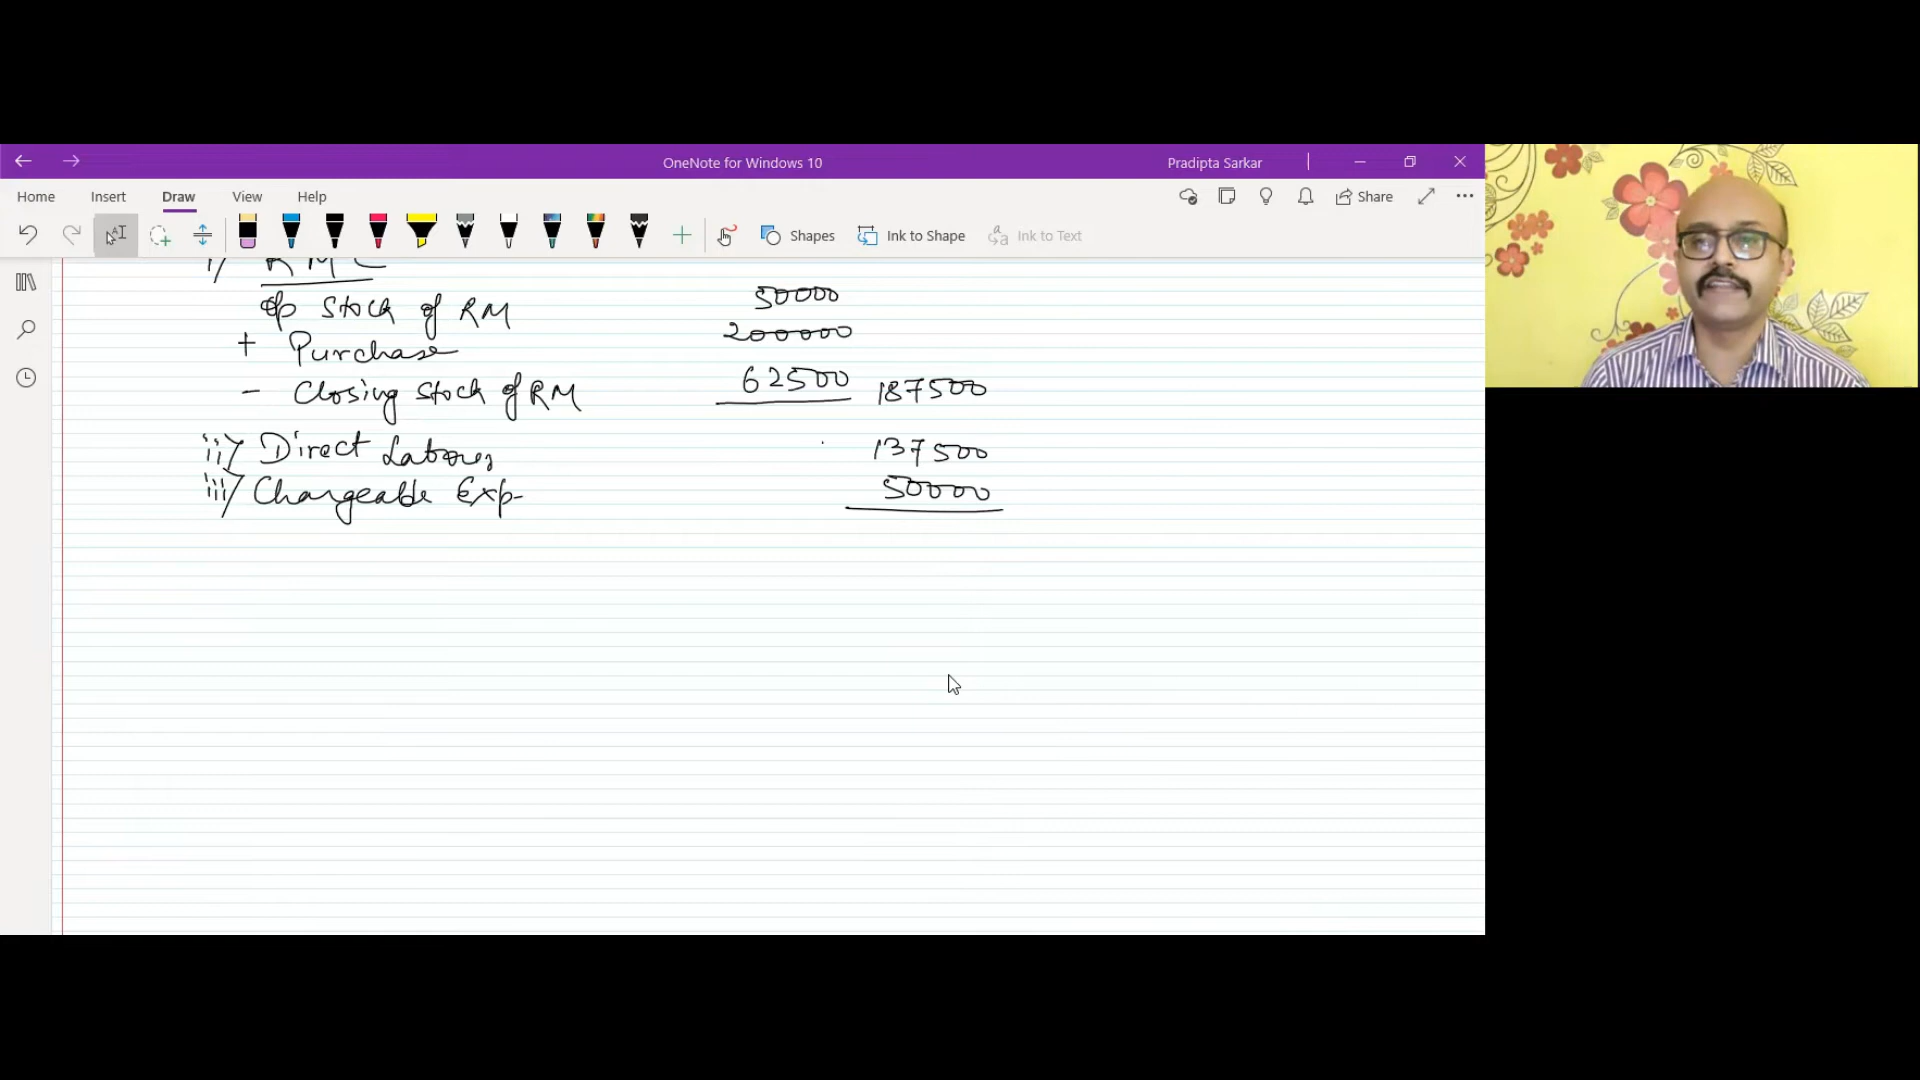 OneNote for Windows 10
Pradipta Sarkar
Home Insert Draw View Help
Share
Shapes Ink to Shape Ink to Text
i) RMC
op Stock of RM 50000
+ Purchase 200000
- Closing Stock of RM 62500 187500
ii) Direct Labour, 137500
iii) Chargeable Exp- 50000